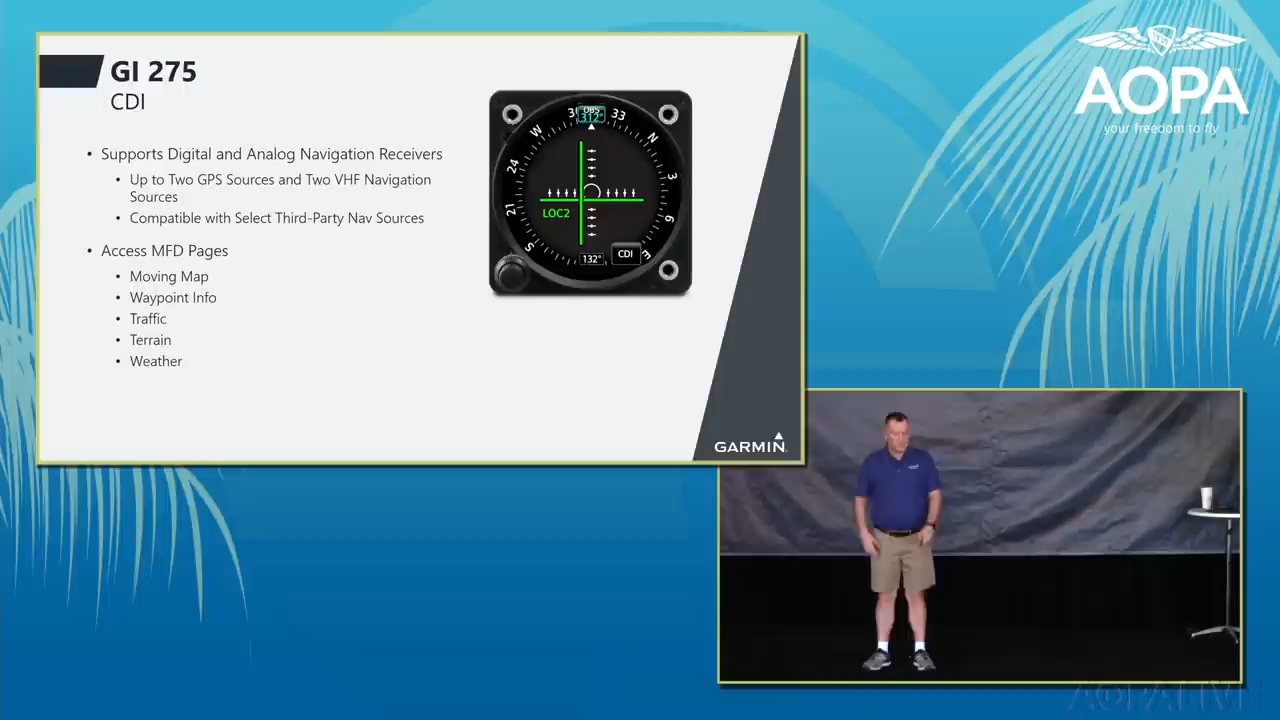 GI 275
CDI
• Supports Digital and Analog Navigation Receivers
• Up to Two GPS Sources and Two VHF Navigation
Sources
• Compatible with Select Third-Party Nav Sources
• Access MFD Pages
• Moving Map
• Waypoint Info
• Traffic
• Terrain
• Weather
OBS
312°
33
N
3
6
E
S
21
24
W
LOC2
CDI
132°
GARMIN
AOPA
your freedom to fly
AOPA LIVE